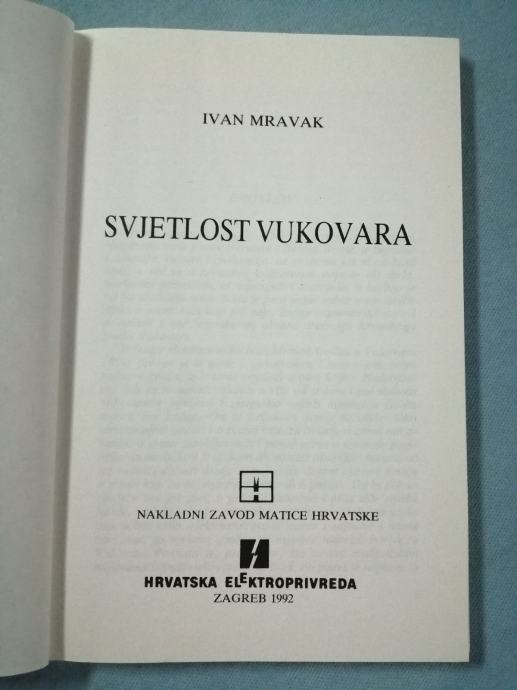 IVAN MRAVAK
SVJETLOST VUKOVARA
NAKLADNI ZAVOD MATICE HRVATSKE
HRVATSKA ELEKTROPRIVREDA
ZAGREB 1992